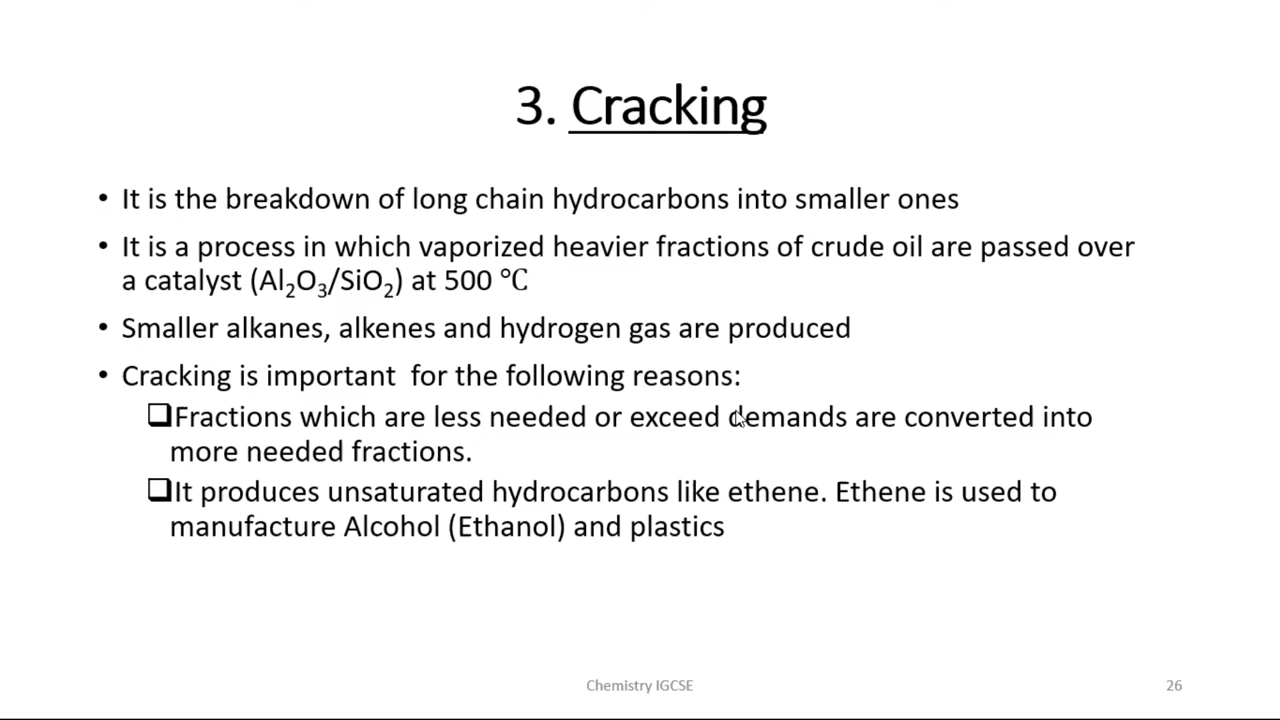 3. Cracking
• It is the breakdown of long chain hydrocarbons into smaller ones
• It is a process in which vaporized heavier fractions of crude oil are passed over
a catalyst (Al₂O₃/SiO₂) at 500 ℃
• Smaller alkanes, alkenes and hydrogen gas are produced
• Cracking is important  for the following reasons:
❑Fractions which are less needed or exceed demands are converted into
more needed fractions.
❑It produces unsaturated hydrocarbons like ethene. Ethene is used to
manufacture Alcohol (Ethanol) and plastics
Chemistry IGCSE
26